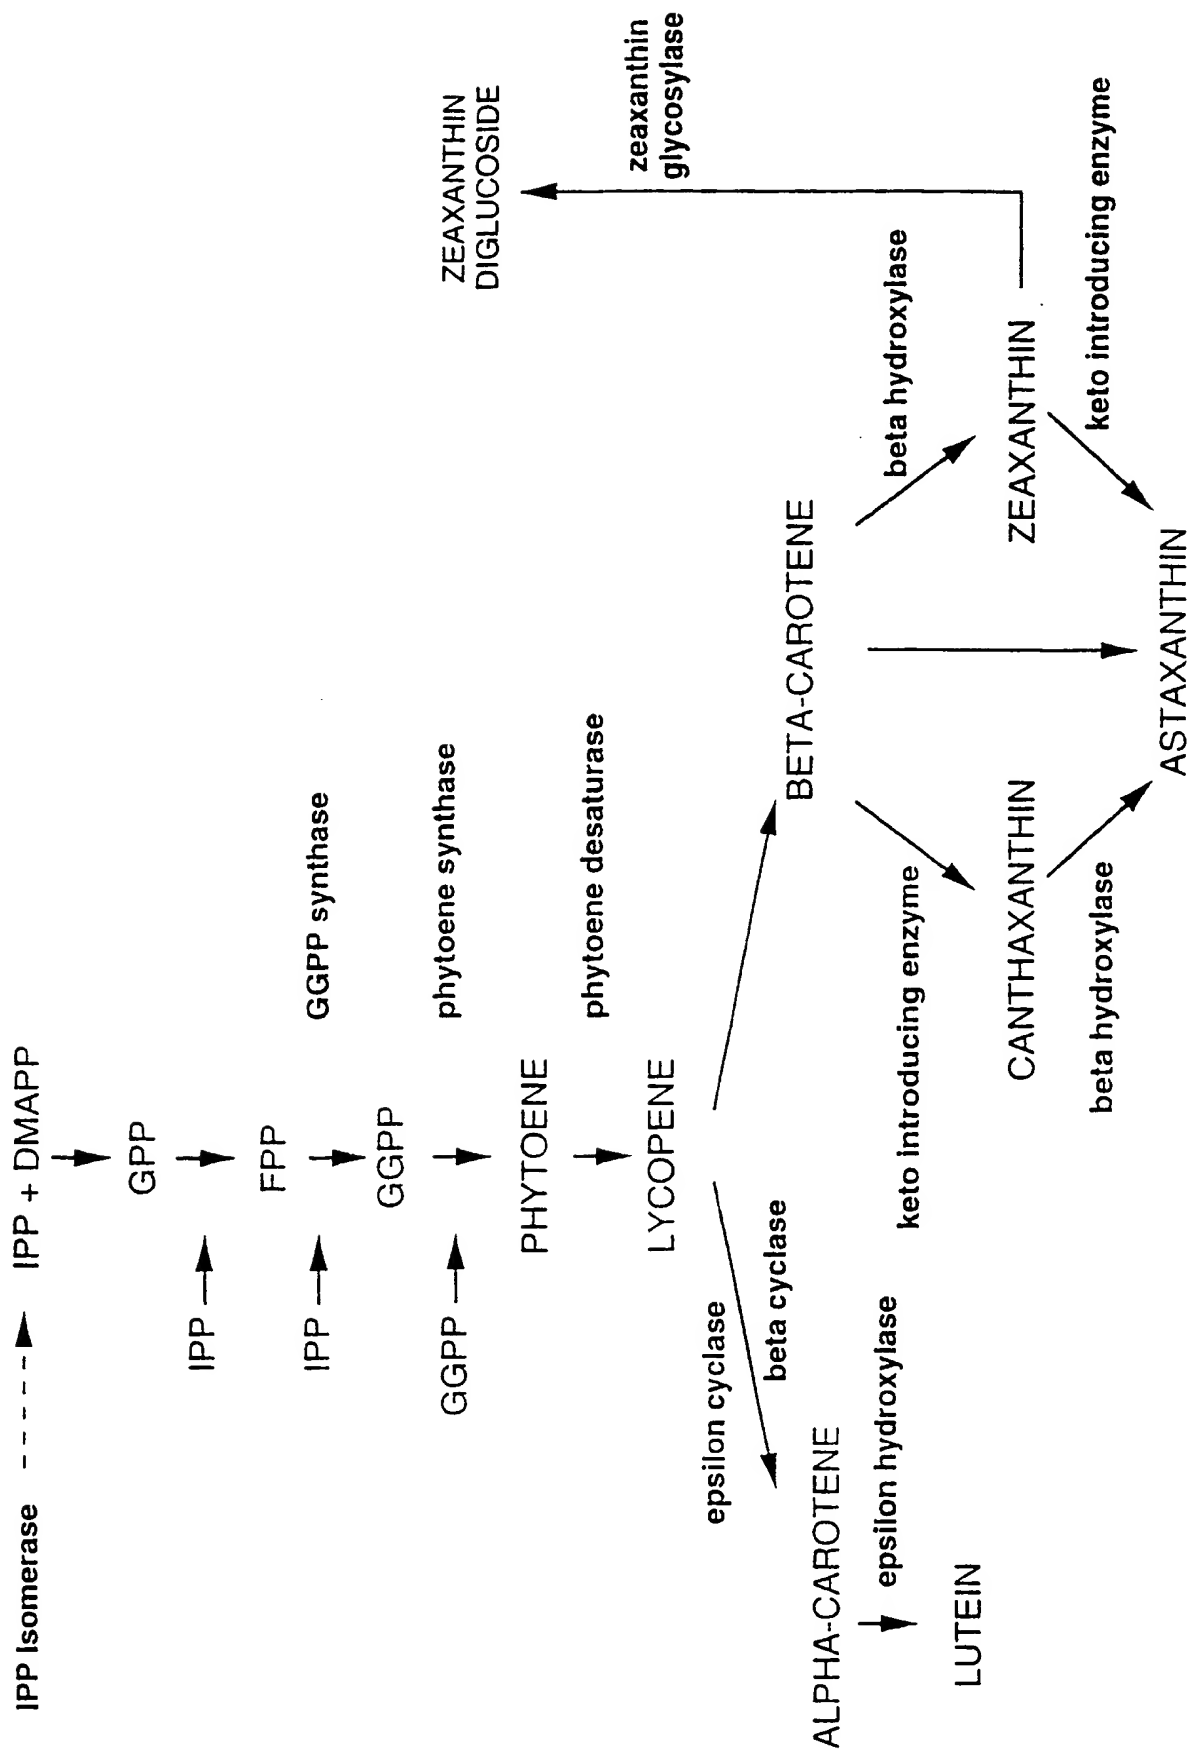 IPP Isomerase
IPP + DMAPP
GPP
IPP
FPP
IPP
GGPP synthase
GGPP
GGPP
phytoene synthase
PHYTOENE
phytoene desaturase
LYCOPENE
epsilon cyclase
beta cyclase
ALPHA-CAROTENE
BETA-CAROTENE
epsilon hydroxylase
LUTEIN
keto introducing enzyme
beta hydroxylase
CANTHAXANTHIN
ZEAXANTHIN
beta hydroxylase
keto introducing enzyme
ASTAXANTHIN
ZEAXANTHIN
DIGLUCOSIDE
zeaxanthin
glycosylase